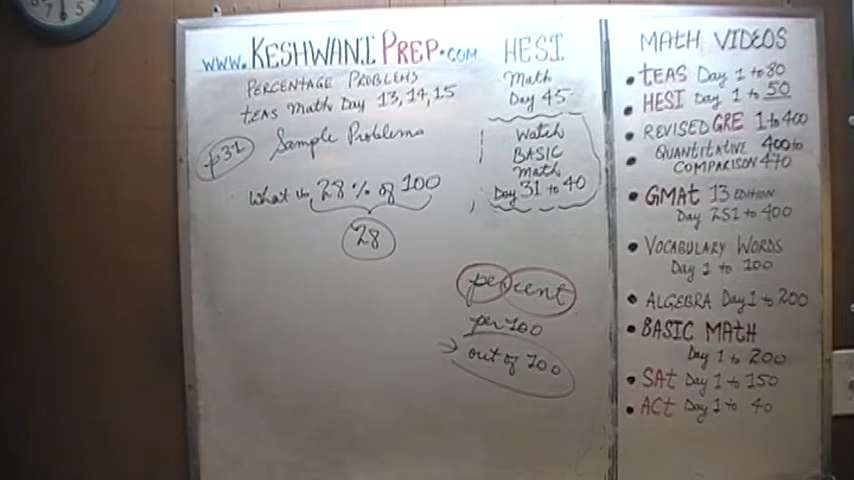 www.KESHWANIPREP.com
PERCENTAGE PROBLEMS
TEAS Math Day 13, 14, 15
p31
Sample Problems
What is 28% of 100
28
percent
per 100
out of 100
HESI
Math
Day 45
Watch
BASIC
Math
Day 31 to 40
MATH VIDEOS
TEAS Day 1 to 80
HESI Day 1 to 50
REVISED GRE 1 to 400
QUANTITATIVE 400 to
COMPARISON 470
GMAT 13 EDITION
Day 251 to 400
VOCABULARY WORDS
Day 1 to 100
ALGEBRA Day 1 to 200
BASIC MATH
Day 1 to 200
SAT Day 1 to 150
ACT Day 1 to 40
5